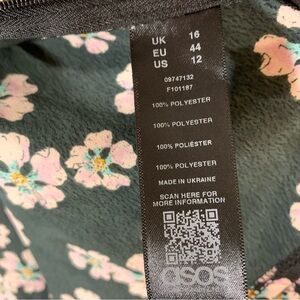 UK 16
EU 44
US 12
09747132
F101187
100% POLYESTER
100% POLYESTER
100% POLIÉSTER
100% POLYESTER
MADE IN UKRAINE
SCAN HERE FOR
MORE INFORMATION
asos